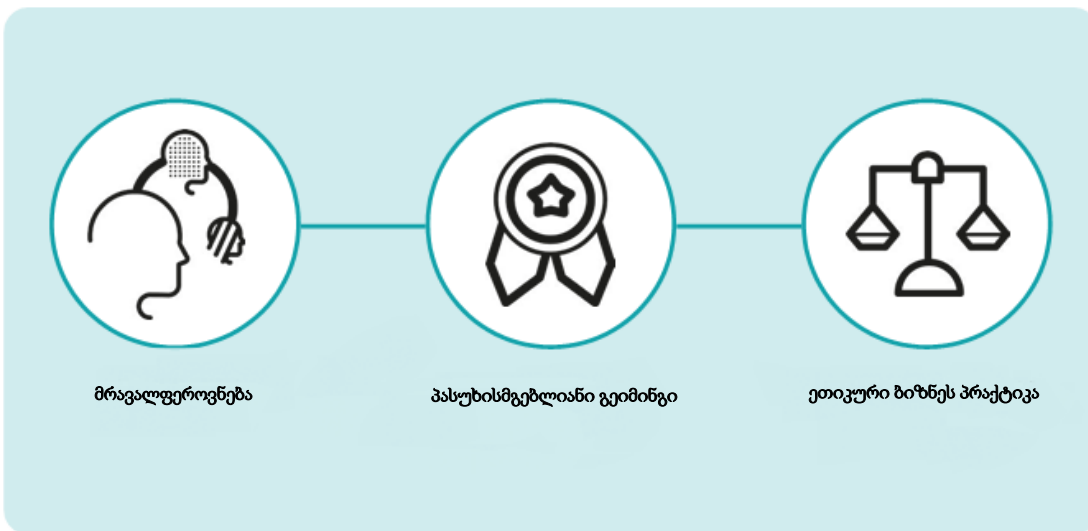 მრავალფეროვნება
პასუხისმგებლიანი გეიმინგი
ეთიკური ბიზნეს პრაქტიკა